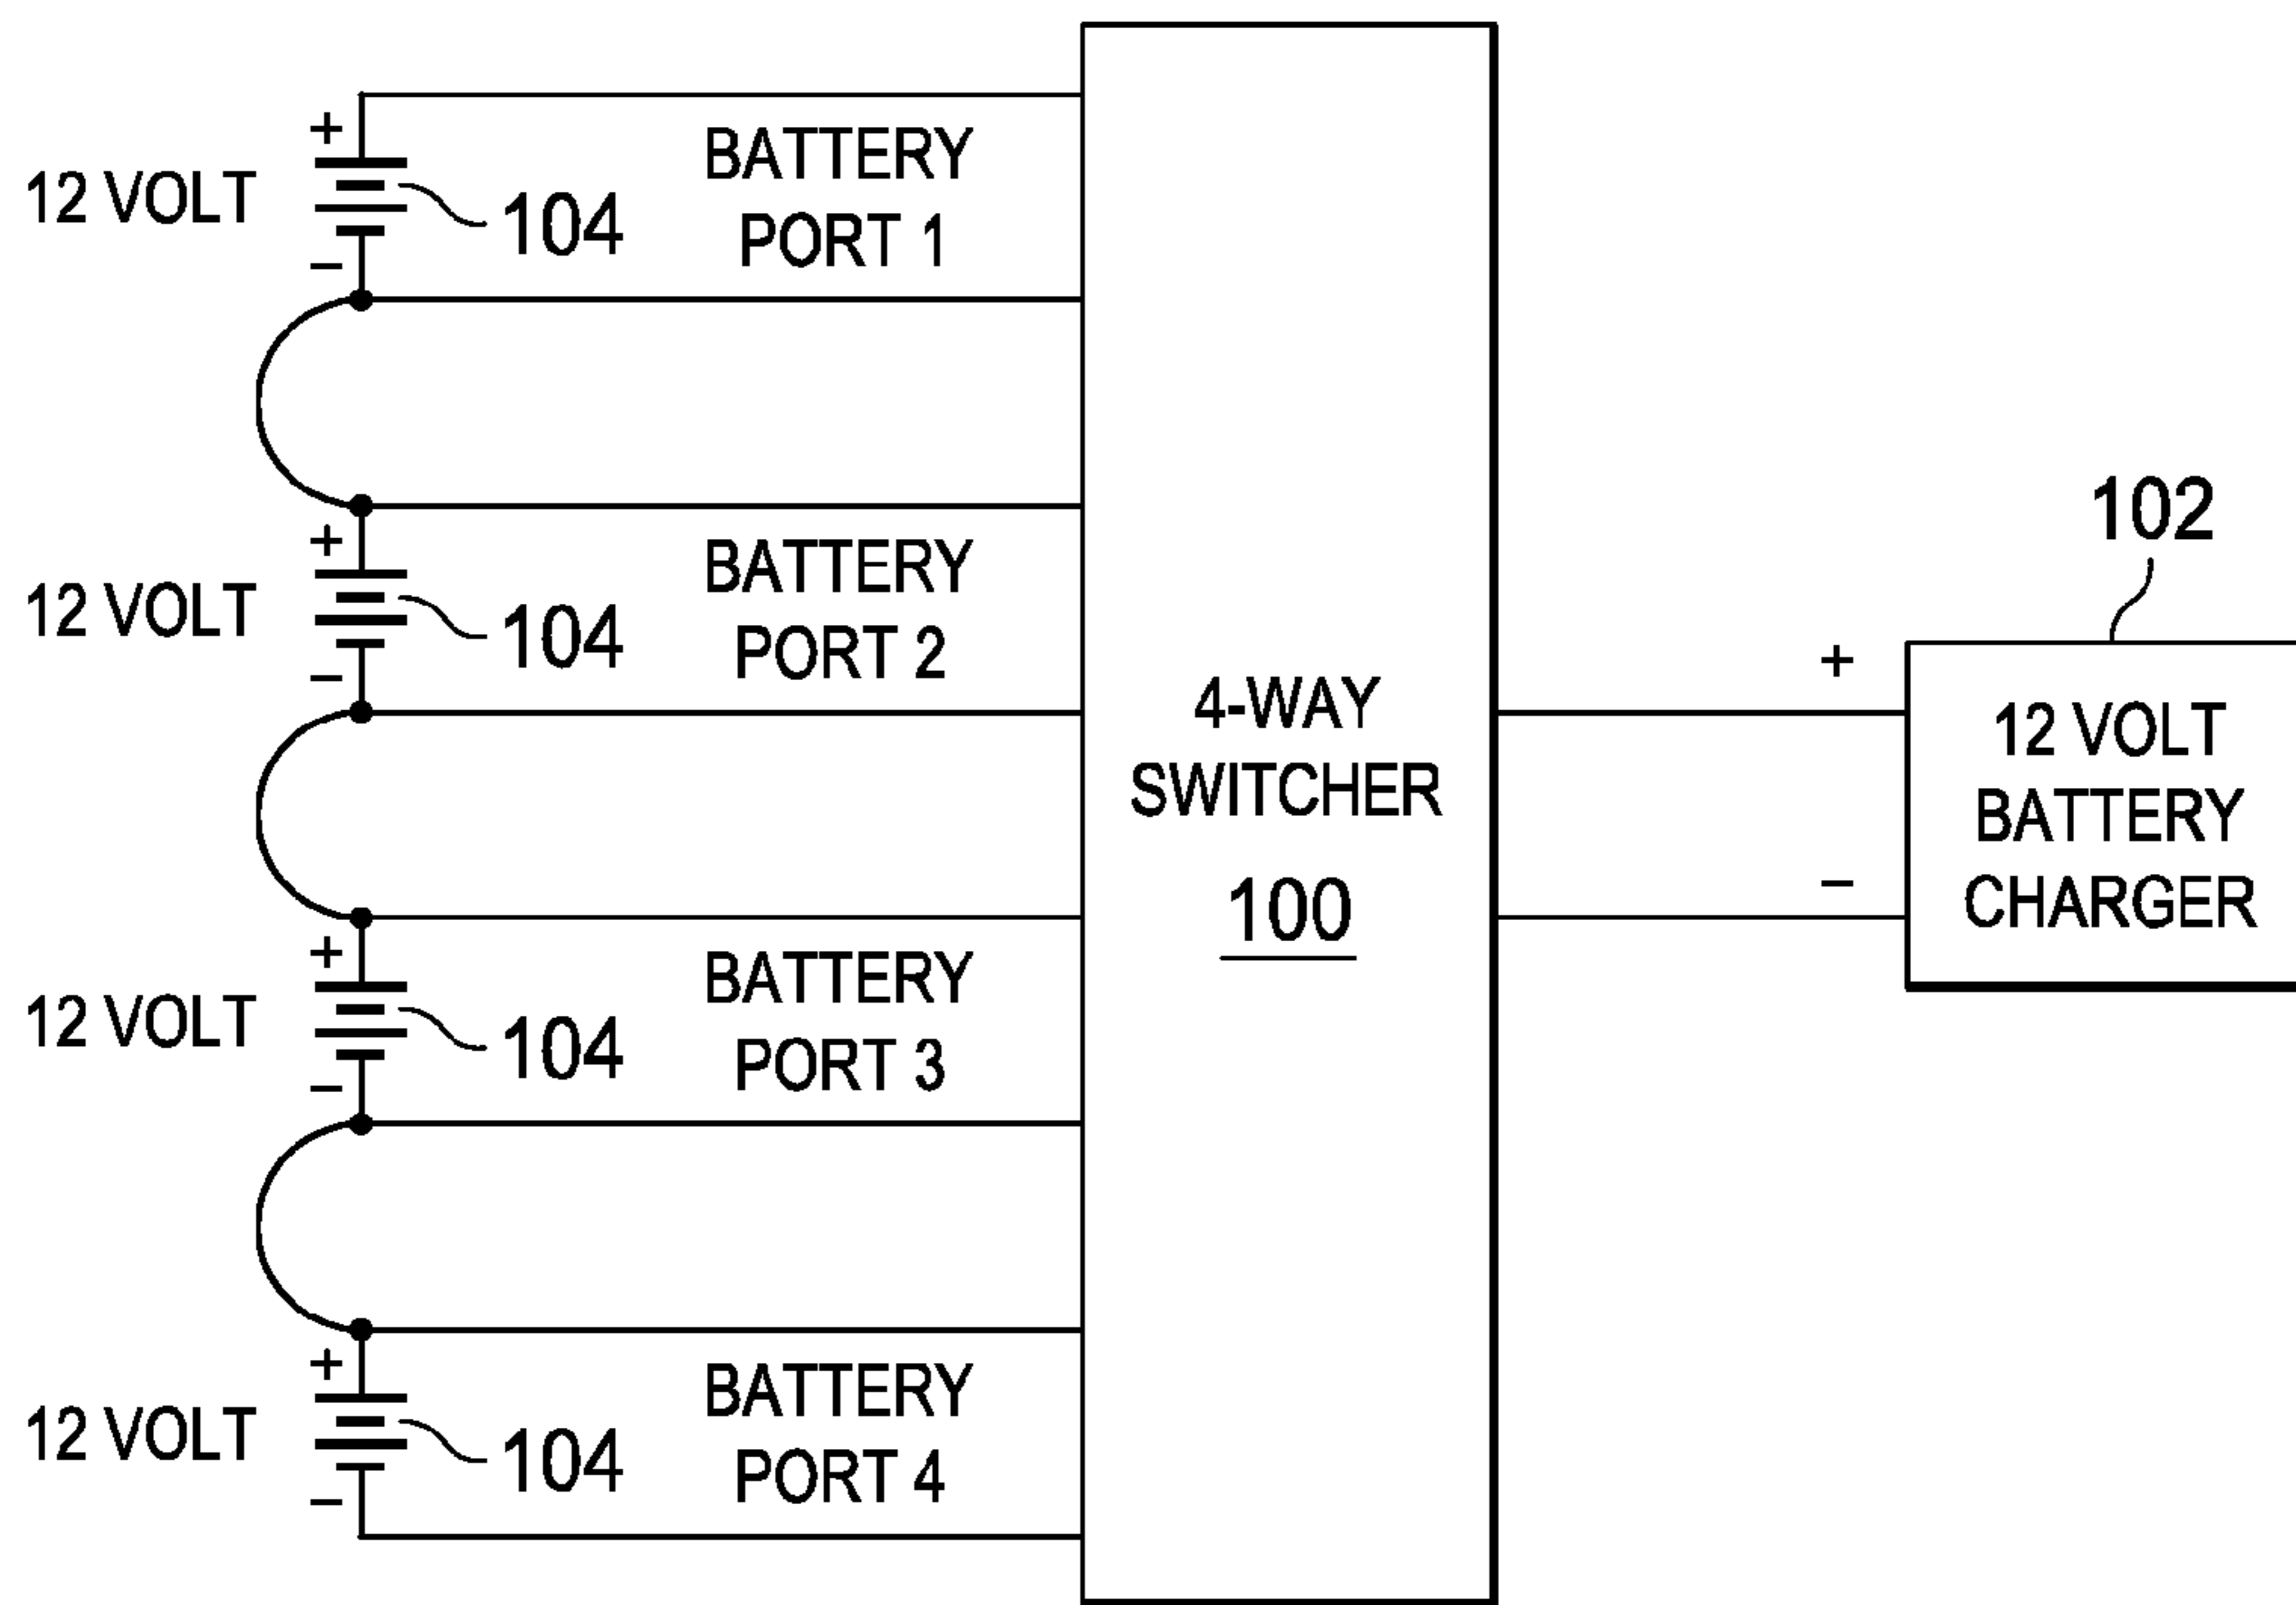 +
12 VOLT
104
−
BATTERY
PORT 1
+
12 VOLT
104
−
BATTERY
PORT 2
+
12 VOLT
104
−
BATTERY
PORT 3
+
12 VOLT
104
−
BATTERY
PORT 4
4-WAY
SWITCHER
100
+
−
102
12 VOLT
BATTERY
CHARGER